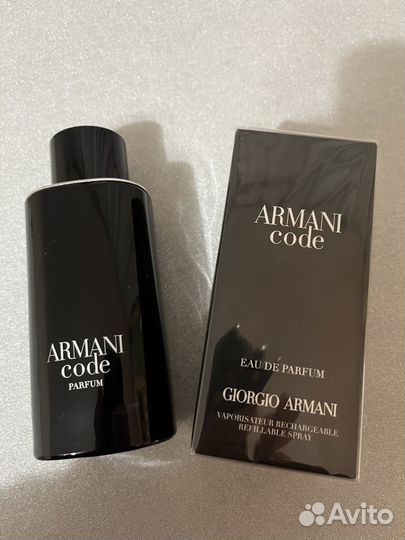 ARMANI
code
PARFUM
ARMANI
code
EAU DE PARFUM
GIORGIO ARMANI
VAPORISATEUR RECHARGEABLE
REFILLABLE SPRAY
Avito